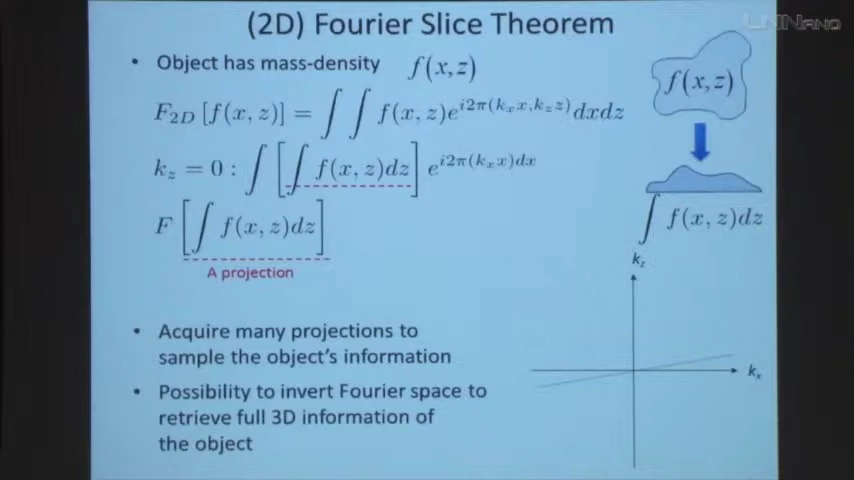 (2D) Fourier Slice Theorem
UNNANO
• Object has mass-density f(x,z)
f(x,z)
F_{2D} [f(x, z)] = ∫ ∫ f(x, z)e^{i2π(k_x x, k_z z)} dxdz
k_z = 0 : ∫ [∫ f(x, z)dz] e^{i2π(k_x x)dx}
∫ f(x, z)dz
F [∫ f(x, z)dz]
A projection
k_z
k_x
• Acquire many projections to
sample the object's information
• Possibility to invert Fourier space to
retrieve full 3D information of
the object